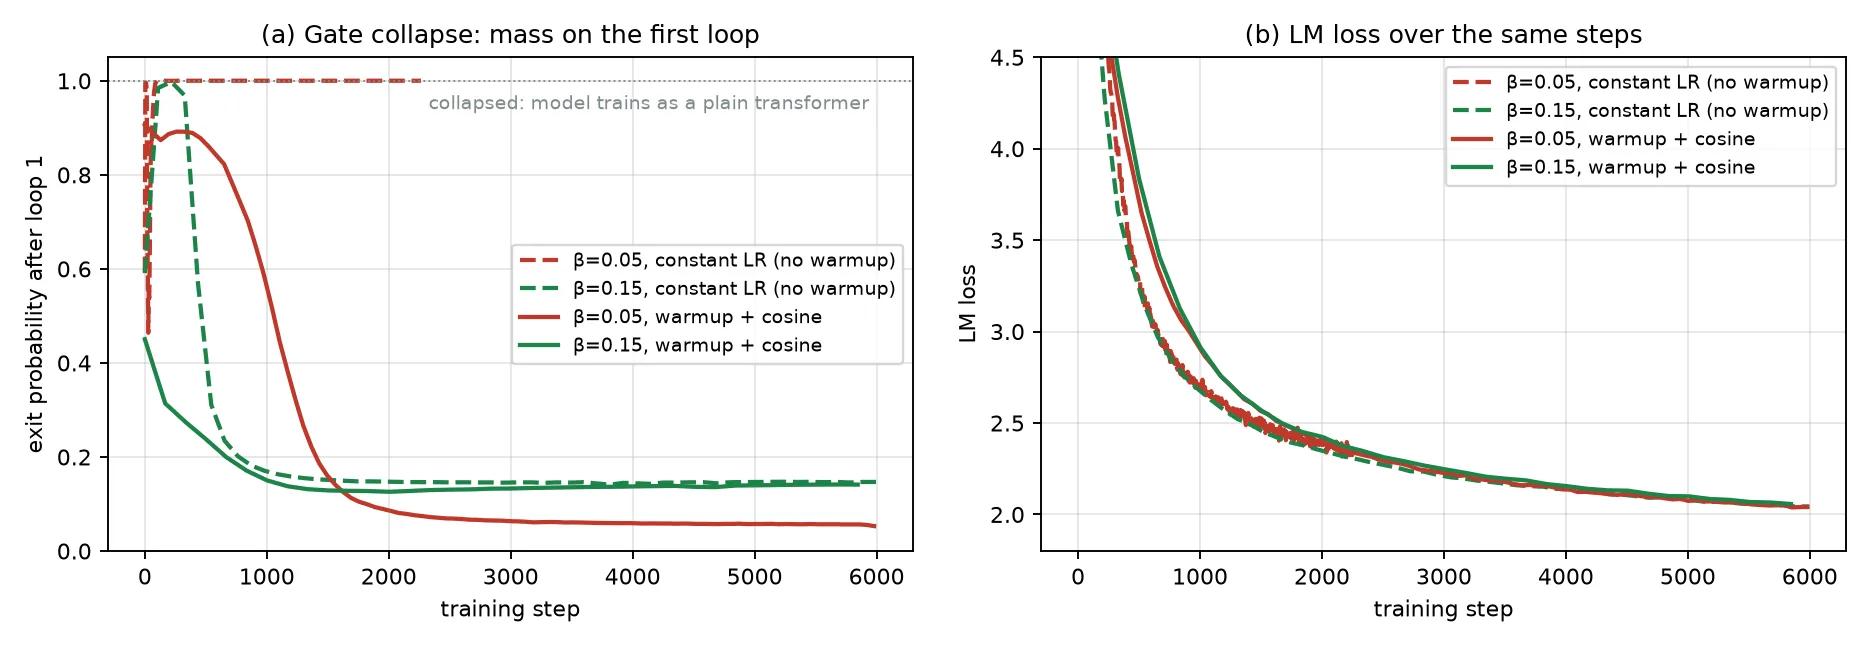 (a) Gate collapse: mass on the first loop
exit probability after loop 1
1.0
0.8
0.6
0.4
0.2
0.0
collapsed: model trains as a plain transformer
β=0.05, constant LR (no warmup)
β=0.15, constant LR (no warmup)
β=0.05, warmup + cosine
β=0.15, warmup + cosine
0 1000 2000 3000 4000 5000 6000
training step
(b) LM loss over the same steps
LM loss
4.5
4.0
3.5
3.0
2.5
2.0
β=0.05, constant LR (no warmup)
β=0.15, constant LR (no warmup)
β=0.05, warmup + cosine
β=0.15, warmup + cosine
0 1000 2000 3000 4000 5000 6000
training step